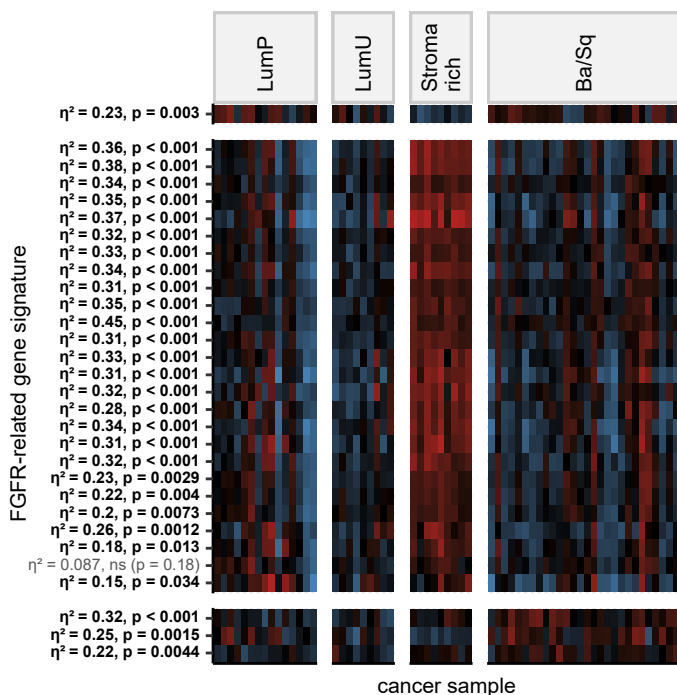 LumP
LumU
Stroma
rich
Ba/Sq
η² = 0.23, p = 0.003
η² = 0.36, p < 0.001
η² = 0.38, p < 0.001
η² = 0.34, p < 0.001
η² = 0.35, p < 0.001
η² = 0.37, p < 0.001
η² = 0.32, p < 0.001
η² = 0.33, p < 0.001
η² = 0.34, p < 0.001
η² = 0.31, p < 0.001
η² = 0.35, p < 0.001
η² = 0.45, p < 0.001
η² = 0.31, p < 0.001
η² = 0.33, p < 0.001
η² = 0.31, p < 0.001
η² = 0.32, p < 0.001
η² = 0.28, p < 0.001
η² = 0.34, p < 0.001
η² = 0.31, p < 0.001
η² = 0.32, p < 0.001
η² = 0.23, p = 0.0029
η² = 0.22, p = 0.004
η² = 0.2, p = 0.0073
η² = 0.26, p = 0.0012
η² = 0.18, p = 0.013
η² = 0.087, ns (p = 0.18)
η² = 0.15, p = 0.034
η² = 0.32, p < 0.001
η² = 0.25, p = 0.0015
η² = 0.22, p = 0.0044
FGFR-related gene signature
cancer sample